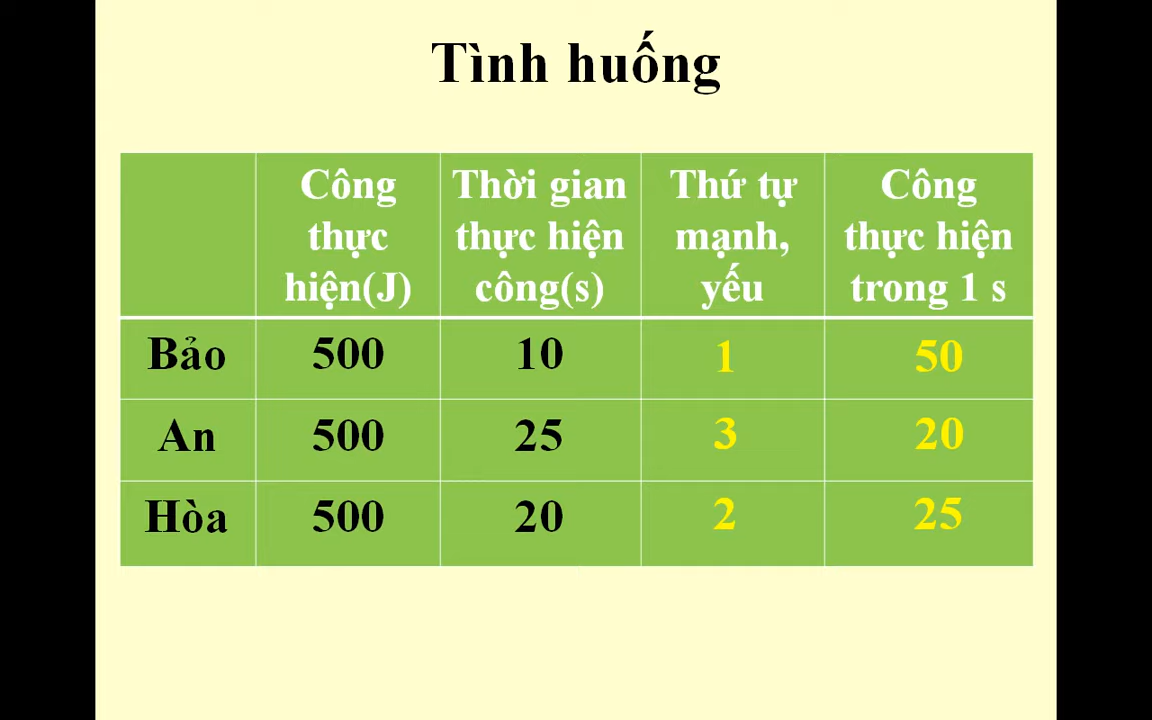 Tình huống
Công thực hiện(J)
Thời gian thực hiện công(s)
Thứ tự mạnh, yếu
Công thực hiện trong 1 s
Bảo 500 10 1 50
An 500 25 3 20
Hòa 500 20 2 25